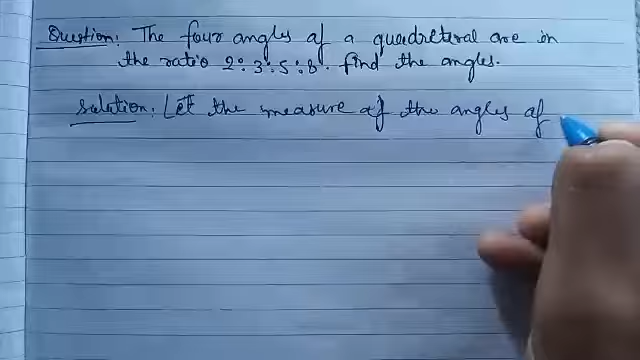 Question: The four angles of a quadreteral are in
the ratio 2:3:5:8. find the angles.
Solution: Let the measure of the angles of